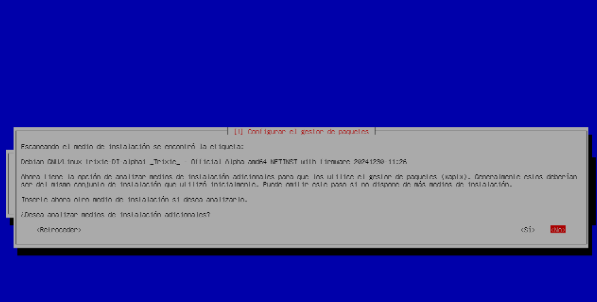 [!] Configurar el gestor de paquetes
Escaneando el medio de instalación se encontró la etiqueta:
Debian GNU/Linux trixie-DI-alpha1 _Trixie_ - Official Alpha amd64 NETINST with firmware 20241230-11:26
Ahora tiene la opción de analizar medios de instalación adicionales para que los utilice el gestor de paquetes («apt»). Generalmente estos deberían
ser del mismo conjunto de instalación que utilizó inicialmente. Puede omitir este paso si no dispone de más medios de instalación.
Inserte ahora otro medio de instalación si desea analizarlo.
¿Desea analizar medios de instalación adicionales?
<Retroceder> <Sí> <No>